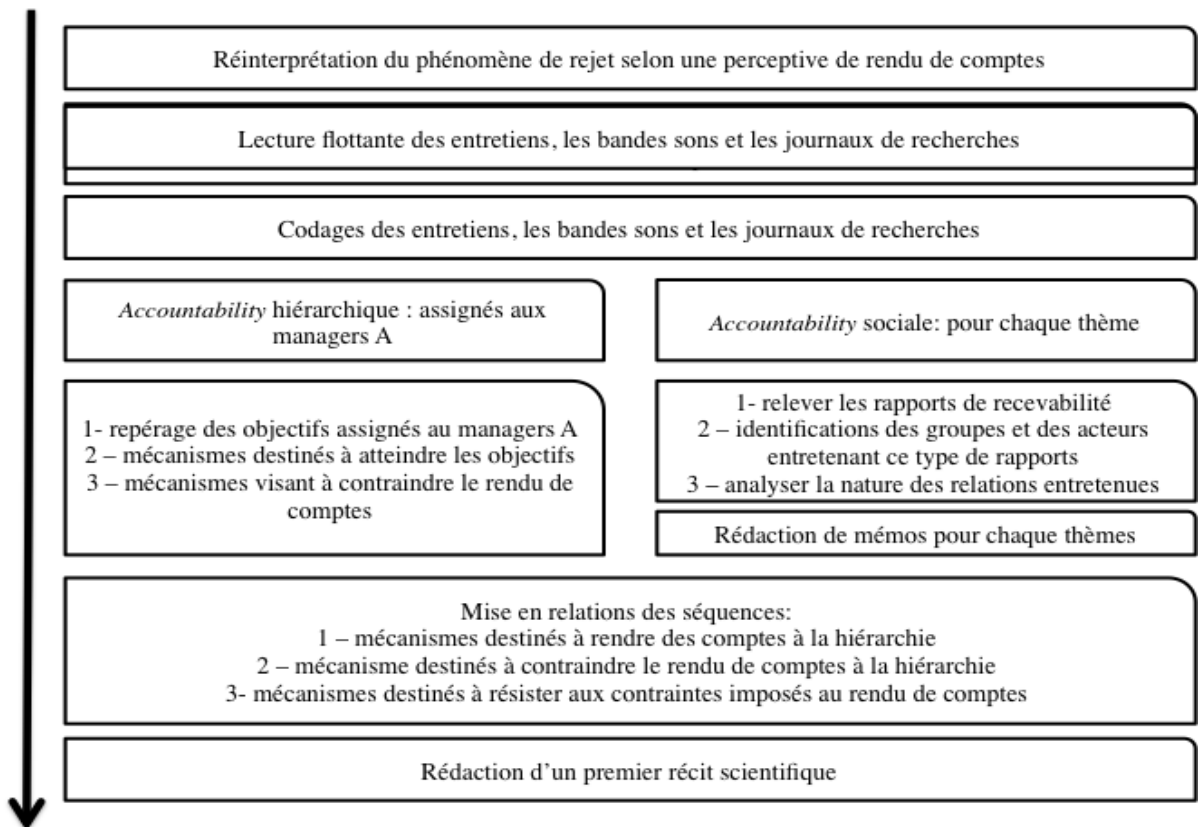 Réinterprétation du phénomène de rejet selon une perceptive de rendu de comptes
Lecture flottante des entretiens, les bandes sons et les journaux de recherches
Codages des entretiens, les bandes sons et les journaux de recherches
Accountability hiérarchique : assignés aux
managers A
Accountability sociale: pour chaque thème
1- repérage des objectifs assignés au managers A
2 – mécanismes destinés à atteindre les objectifs
3 – mécanismes visant à contraindre le rendu de
comptes
1- relever les rapports de recevabilité
2 – identifications des groupes et des acteurs
entretenant ce type de rapports
3 – analyser la nature des relations entretenues
Rédaction de mémos pour chaque thèmes
Mise en relations des séquences:
1 – mécanismes destinés à rendre des comptes à la hiérarchie
2 – mécanisme destinés à contraindre le rendu de comptes à la hiérarchie
3- mécanismes destinés à résister aux contraintes imposés au rendu de comptes
Rédaction d’un premier récit scientifique